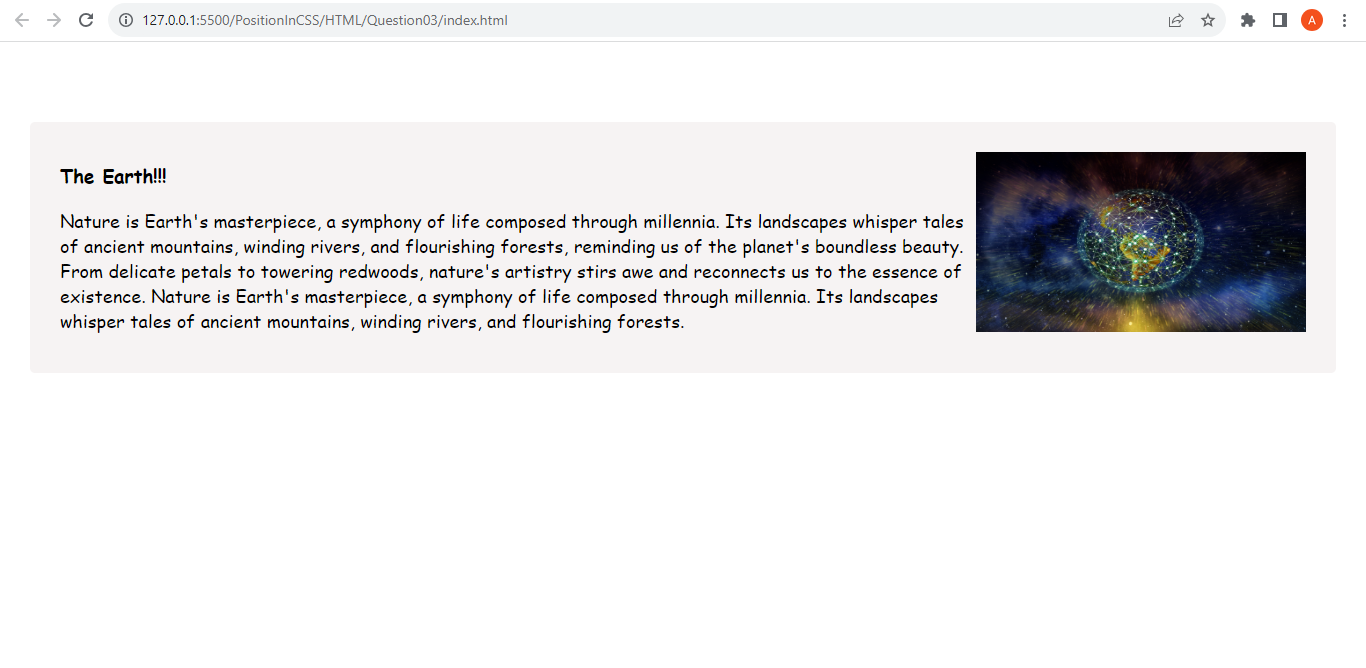 127.0.0.1:5500/PositionInCSS/HTML/Question03/index.html
A
The Earth!!!
Nature is Earth's masterpiece, a symphony of life composed through millennia. Its landscapes whisper tales
of ancient mountains, winding rivers, and flourishing forests, reminding us of the planet's boundless beauty.
From delicate petals to towering redwoods, nature's artistry stirs awe and reconnects us to the essence of
existence. Nature is Earth's masterpiece, a symphony of life composed through millennia. Its landscapes
whisper tales of ancient mountains, winding rivers, and flourishing forests.